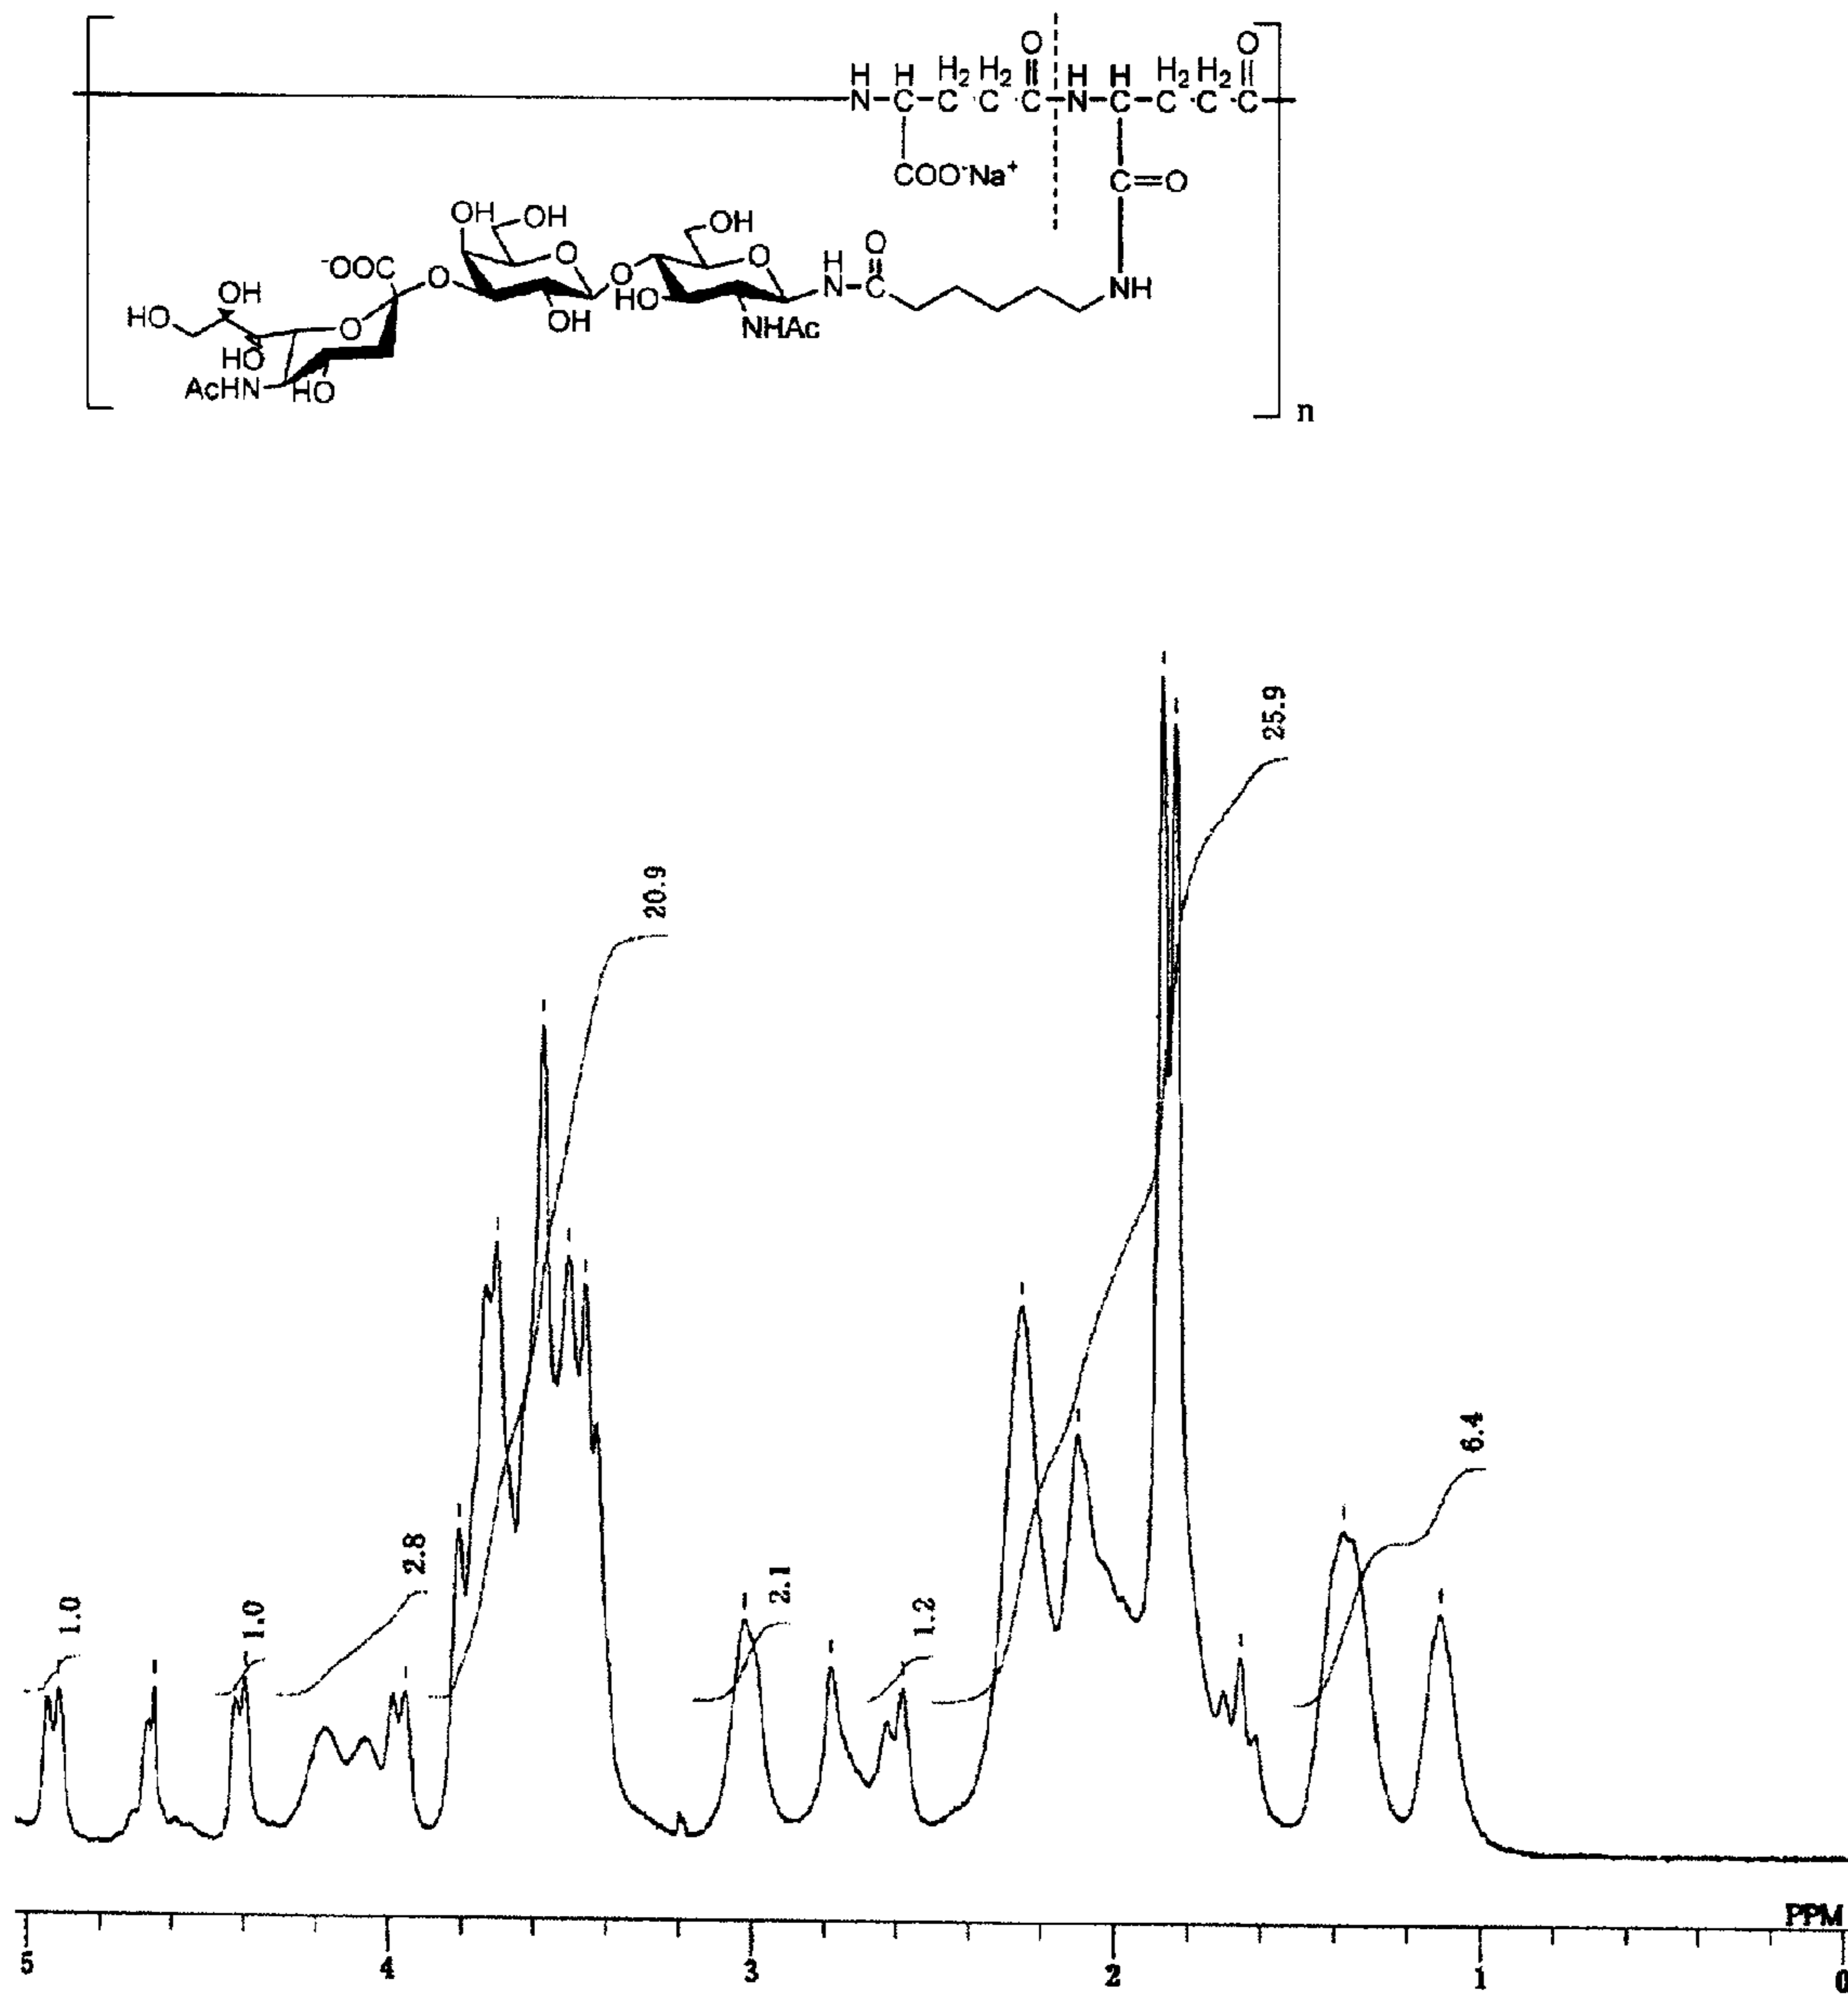 O O
H H H₂ H₂ H H H₂ H₂
N-C-C-C-C-N-C-C-C-C
COO⁻Na⁺ C=O
OH OH OH
⁻OOC O O O O H O
HO OH O HO N-C NH
HO OH NHAc
AcHN HO
n
25.9
20.9
6.4
2.8
2.1
1.2
1.0
1.0
PPM
5 4 3 2 1 0